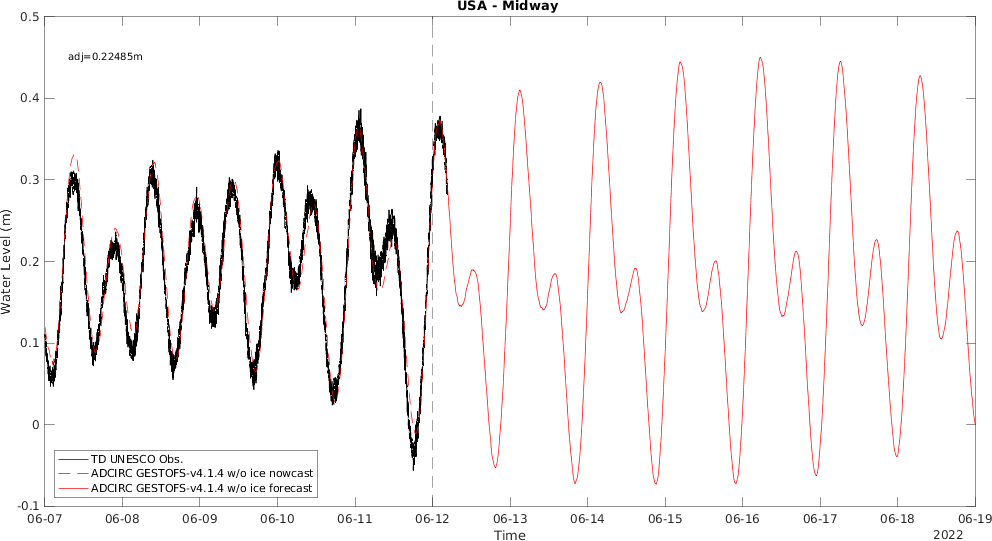 USA - Midway
adj=0.22485m
Water Level (m)
0.5
0.4
0.3
0.2
0.1
0
-0.1
TD UNESCO Obs.
ADCIRC GESTOFS-v4.1.4 w/o ice nowcast
ADCIRC GESTOFS-v4.1.4 w/o ice forecast
06-07 06-08 06-09 06-10 06-11 06-12 06-13 06-14 06-15 06-16 06-17 06-18 06-19
Time
2022